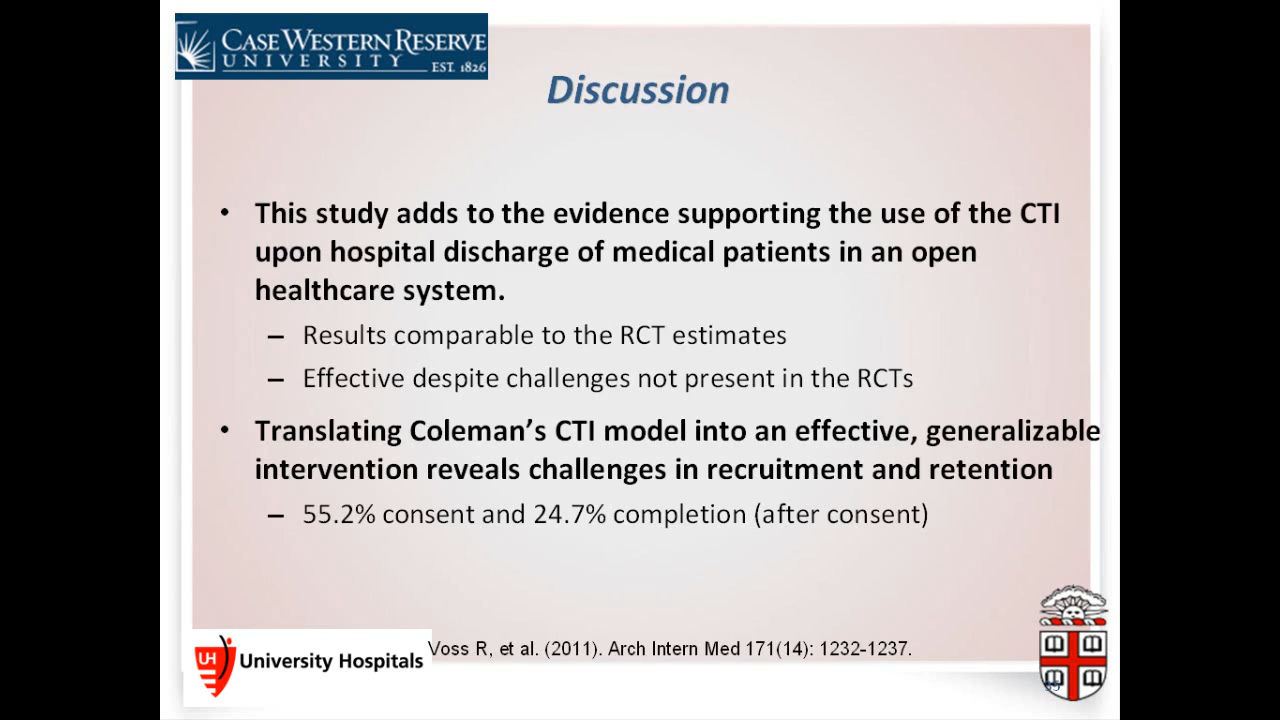 CASE WESTERN RESERVE
UNIVERSITY
EST. 1826
Discussion
• This study adds to the evidence supporting the use of the CTI
upon hospital discharge of medical patients in an open
healthcare system.
– Results comparable to the RCT estimates
– Effective despite challenges not present in the RCTs
• Translating Coleman's CTI model into an effective, generalizable
intervention reveals challenges in recruitment and retention
– 55.2% consent and 24.7% completion (after consent)
Voss R, et al. (2011). Arch Intern Med 171(14): 1232-1237.
UH
University Hospitals